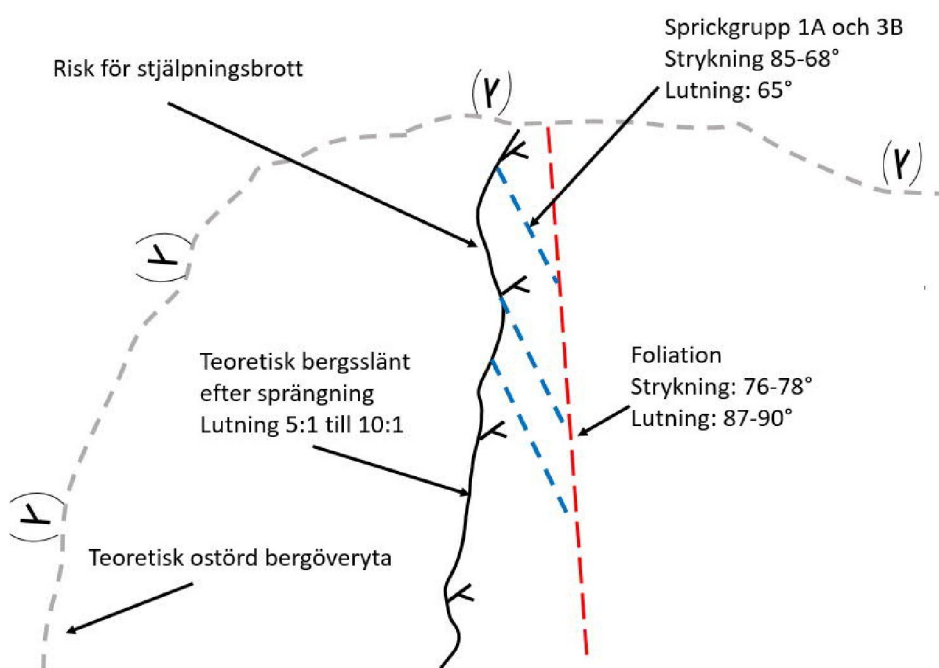 Sprickgrupp 1A och 3B
Strykning 85-68°
Lutning: 65°
Risk för stjälpningsbrott
Teoretisk bergsslänt
efter sprängning
Lutning 5:1 till 10:1
Foliation
Strykning: 76-78°
Lutning: 87-90°
Teoretisk ostörd bergöveryta